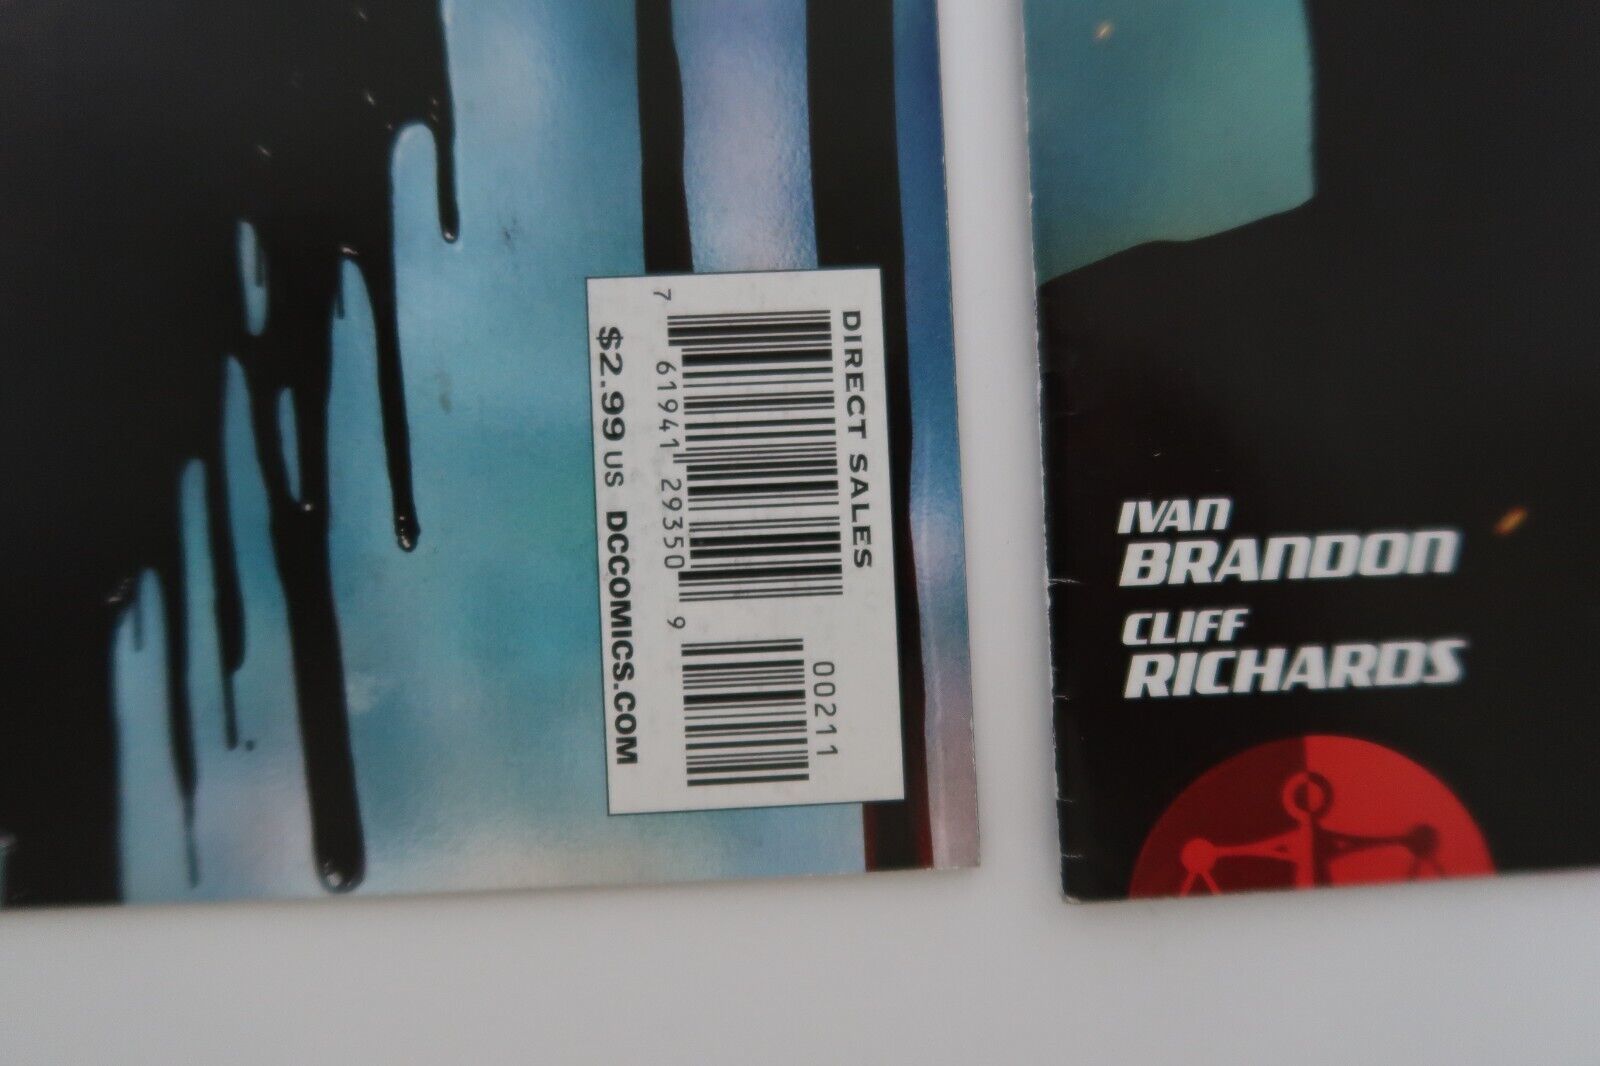 DIRECT SALES
7 61941 29350 9
00211
$2.99 US DCCOMICS.COM
IVAN
BRANDON
CLIFF
RICHARDS